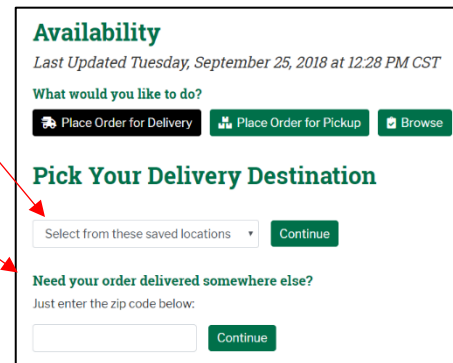 Availability
Last Updated Tuesday, September 25, 2018 at 12:28 PM CST
What would you like to do?
Place Order for Delivery Place Order for Pickup Browse
Pick Your Delivery Destination
Select from these saved locations Continue
Need your order delivered somewhere else?
Just enter the zip code below:
Continue